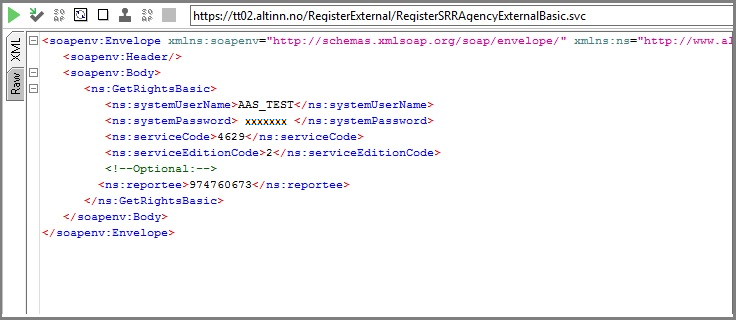 https://tt02.altinn.no/RegisterExternal/RegisterSRRAgencyExternalBasic.svc
XML
Raw
<soapenv:Envelope xmlns:soapenv="http://schemas.xmlsoap.org/soap/envelope/" xmlns:ns="http://www.al
<soapenv:Header/>
<soapenv:Body>
<ns:GetRightsBasic>
<ns:systemUserName>AAS_TEST</ns:systemUserName>
<ns:systemPassword> xxxxxxx </ns:systemPassword>
<ns:serviceCode>4629</ns:serviceCode>
<ns:serviceEditionCode>2</ns:serviceEditionCode>
<!--Optional:-->
<ns:reportee>974760673</ns:reportee>
</ns:GetRightsBasic>
</soapenv:Body>
</soapenv:Envelope>